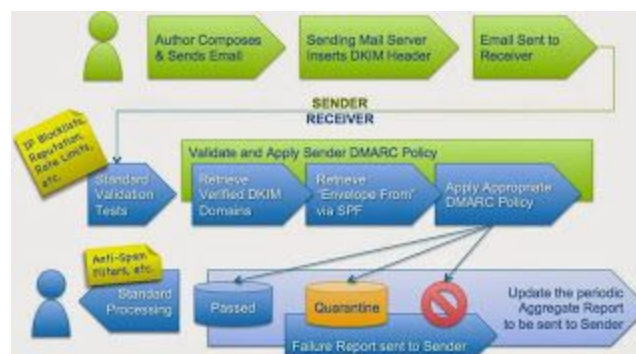 Author Composes
& Sends Email
Sending Mail Server
Inserts DKIM Header
Email Sent to
Receiver
SENDER
RECEIVER
IP Blocklists,
Reputation,
Rate Limits,
etc.
Validate and Apply Sender DMARC Policy
Standard
Validation
Tests
Retrieve
Verified DKIM
Domains
Retrieve
"Envelope From"
via SPF
Apply Appropriate
DMARC Policy
Anti-Spam
Filters, etc.
Standard
Processing
Passed
Quarantine
Update the periodic
Aggregate Report
to be sent to Sender
Failure Report sent to Sender